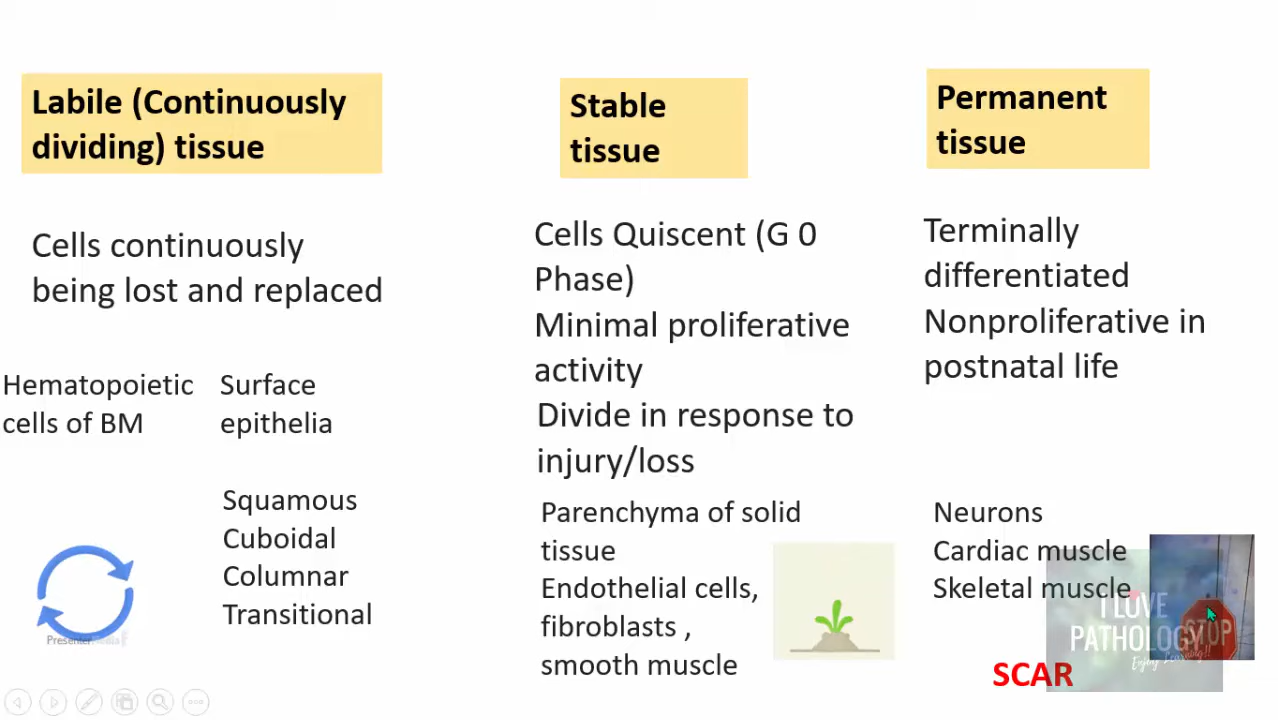 Labile (Continuously
dividing) tissue
Cells continuously
being lost and replaced
Hematopoietic
cells of BM
Surface
epithelia
Squamous
Cuboidal
Columnar
Transitional
Stable
tissue
Cells Quiscent (G 0
Phase)
Minimal proliferative
activity
Divide in response to
injury/loss
Parenchyma of solid
tissue
Endothelial cells,
fibroblasts ,
smooth muscle
Permanent
tissue
Terminally
differentiated
Nonproliferative in
postnatal life
Neurons
Cardiac muscle
Skeletal muscle
SCAR
I LOVE
PATHOLOGY
Enjoy Learning!!
STOP